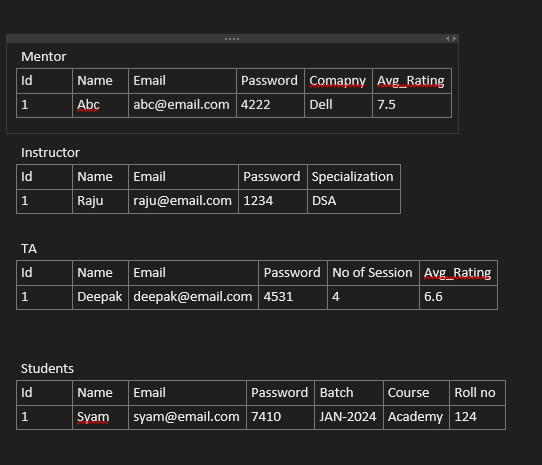 Mentor
Id Name Email Password Comapny Avg_Rating
1 Abc abc@email.com 4222 Dell 7.5
Instructor
Id Name Email Password Specialization
1 Raju raju@email.com 1234 DSA
TA
Id Name Email Password No of Session Avg_Rating
1 Deepak deepak@email.com 4531 4 6.6
Students
Id Name Email Password Batch Course Roll no
1 Syam syam@email.com 7410 JAN-2024 Academy 124